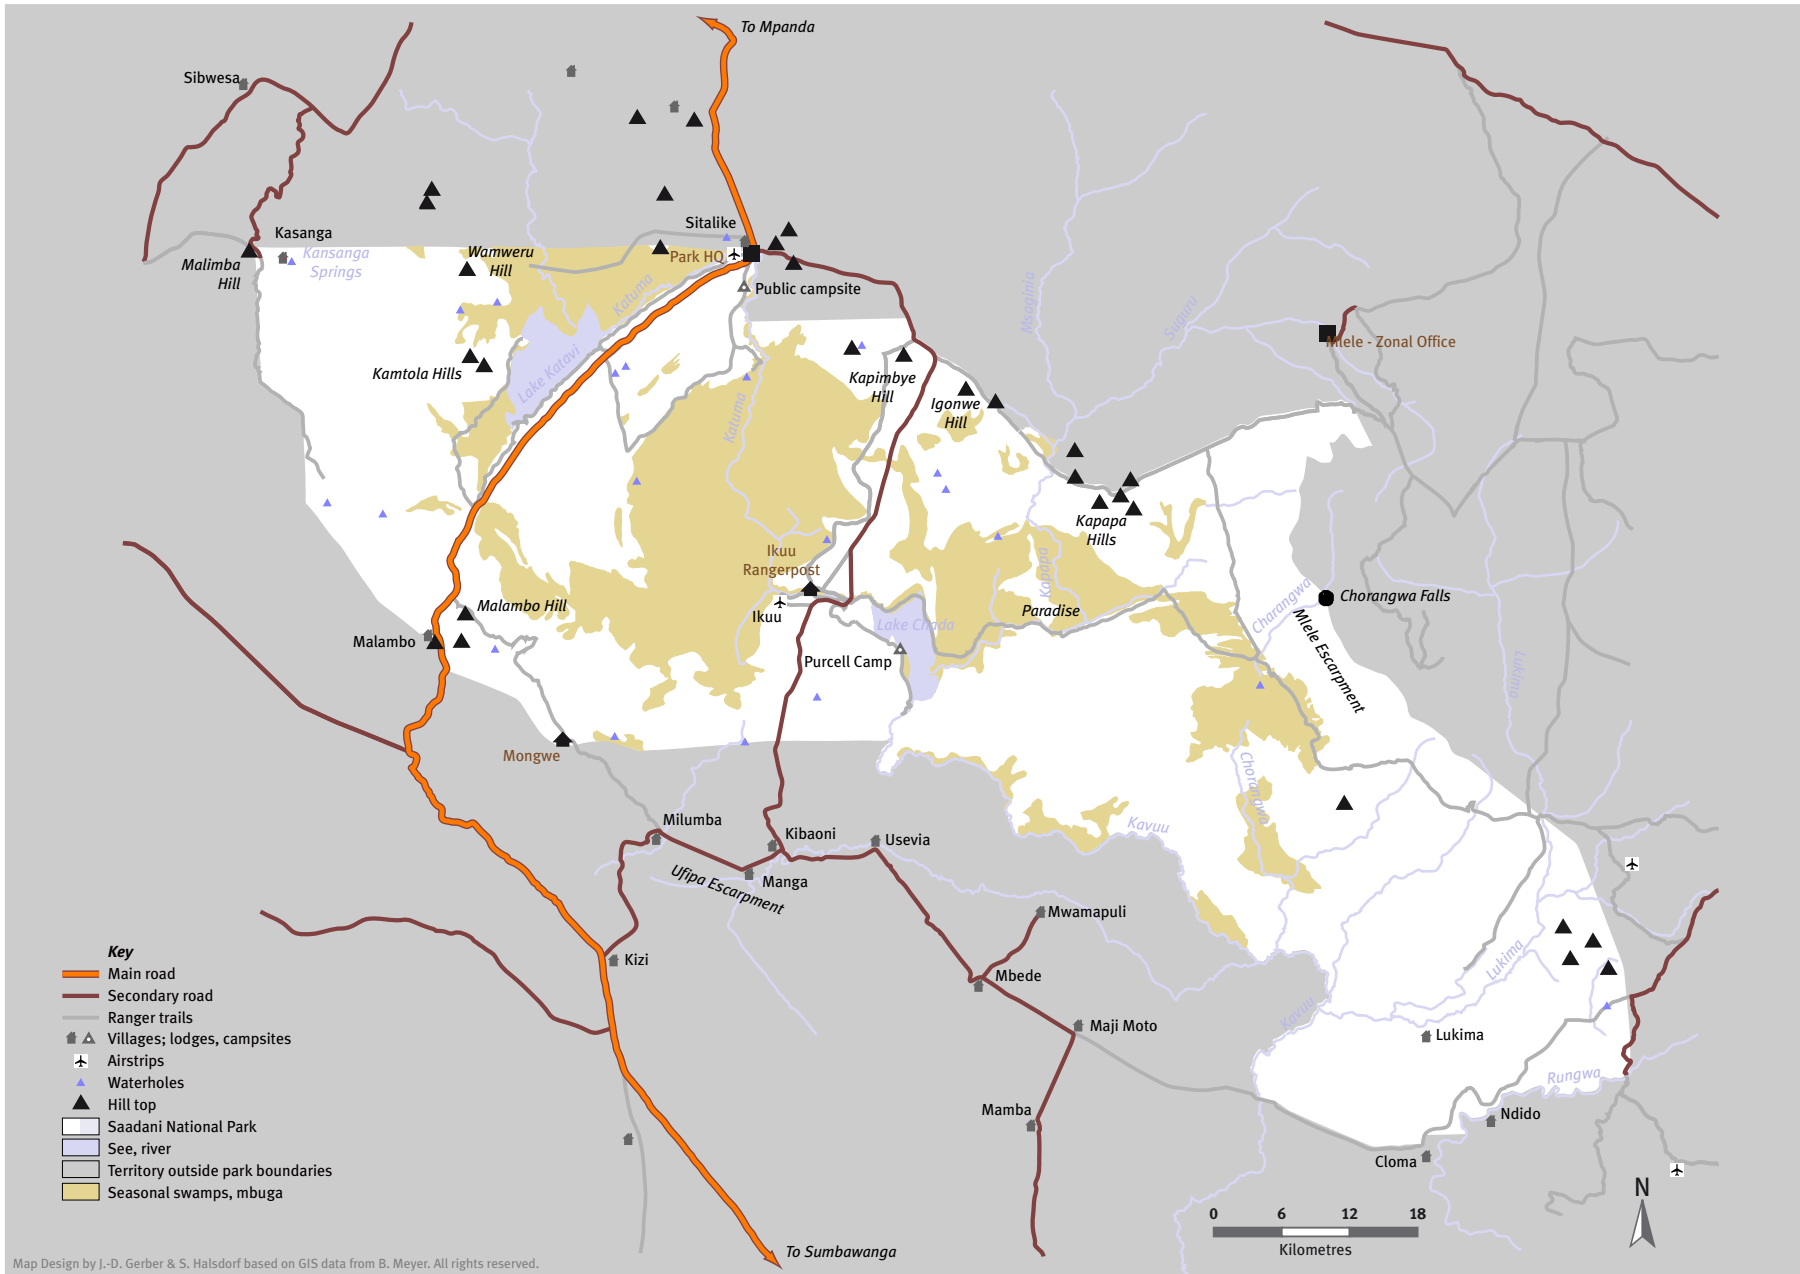 To Mpanda
Sibwesa
Sitalike
Kasanga
Kansanga
Springs
Malimba
Hill
Wamweru
Hill
Park HQ
Public campsite
Katuma
Msaginia
Suguru
Mlele - Zonal Office
Lake Katavi
Kamtola Hills
Kapimbye
Hill
Igonwe
Hill
Katuma
Kapapa
Hills
Ikuu
Rangerpost
Ikuu
Kapapa
Paradise
Charangwa
Chorangwa Falls
Mlele Escarpment
Malambo Hill
Malambo
Lake Chada
Purcell Camp
Lukima
Mongwe
Chorangwa
Kavuu
Milumba
Kibaoni
Usevia
Ufipa Escarpment
Manga
Mwamapuli
Kizi
Mbede
Lukima
Kavuu
Maji Moto
Lukima
Rungwa
Mamba
Ndido
Cloma
Key
Main road
Secondary road
Ranger trails
Villages; lodges, campsites
Airstrips
Waterholes
Hill top
Saadani National Park
See, river
Territory outside park boundaries
Seasonal swamps, mbuga
N
0 6 12 18
Kilometres
To Sumbawanga
Map Design by J.-D. Gerber & S. Halsdorf based on GIS data from B. Meyer. All rights reserved.